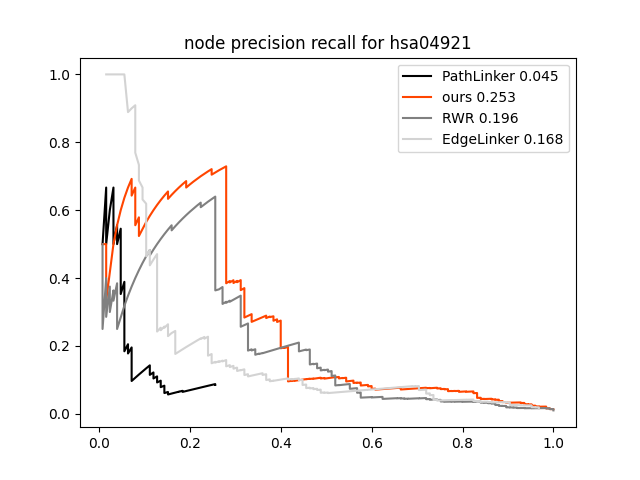 node precision recall for hsa04921
PathLinker 0.045
ours 0.253
RWR 0.196
EdgeLinker 0.168
1.0
0.8
0.6
0.4
0.2
0.0
0.0 0.2 0.4 0.6 0.8 1.0